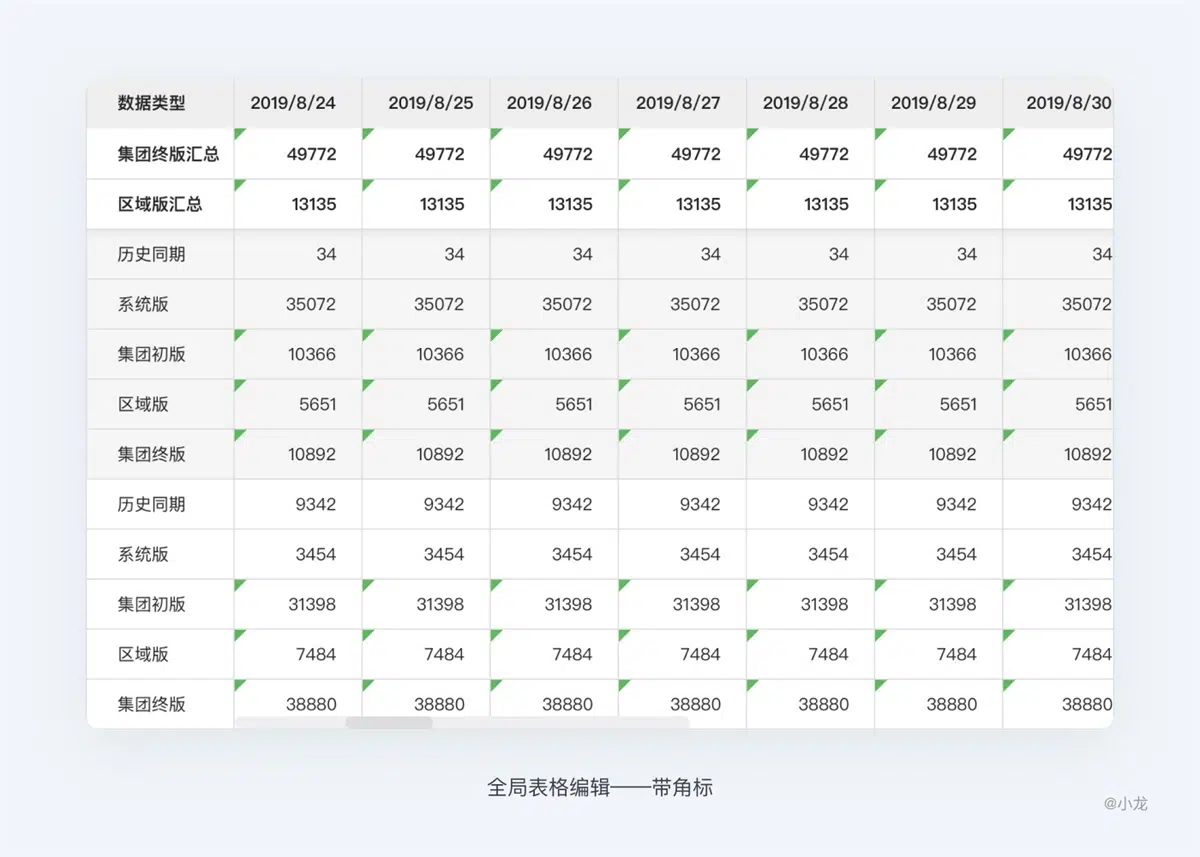 数据类型 2019/8/24 2019/8/25 2019/8/26 2019/8/27 2019/8/28 2019/8/29 2019/8/30
集团终版汇总 49772 49772 49772 49772 49772 49772 49772
区域版汇总 13135 13135 13135 13135 13135 13135 13135
历史同期 34 34 34 34 34 34 34
系统版 35072 35072 35072 35072 35072 35072 35072
集团初版 10366 10366 10366 10366 10366 10366 10366
区域版 5651 5651 5651 5651 5651 5651 5651
集团终版 10892 10892 10892 10892 10892 10892 10892
历史同期 9342 9342 9342 9342 9342 9342 9342
系统版 3454 3454 3454 3454 3454 3454 3454
集团初版 31398 31398 31398 31398 31398 31398 31398
区域版 7484 7484 7484 7484 7484 7484 7484
集团终版 38880 38880 38880 38880 38880 38880 38880
全局表格编辑——带角标
@小龙